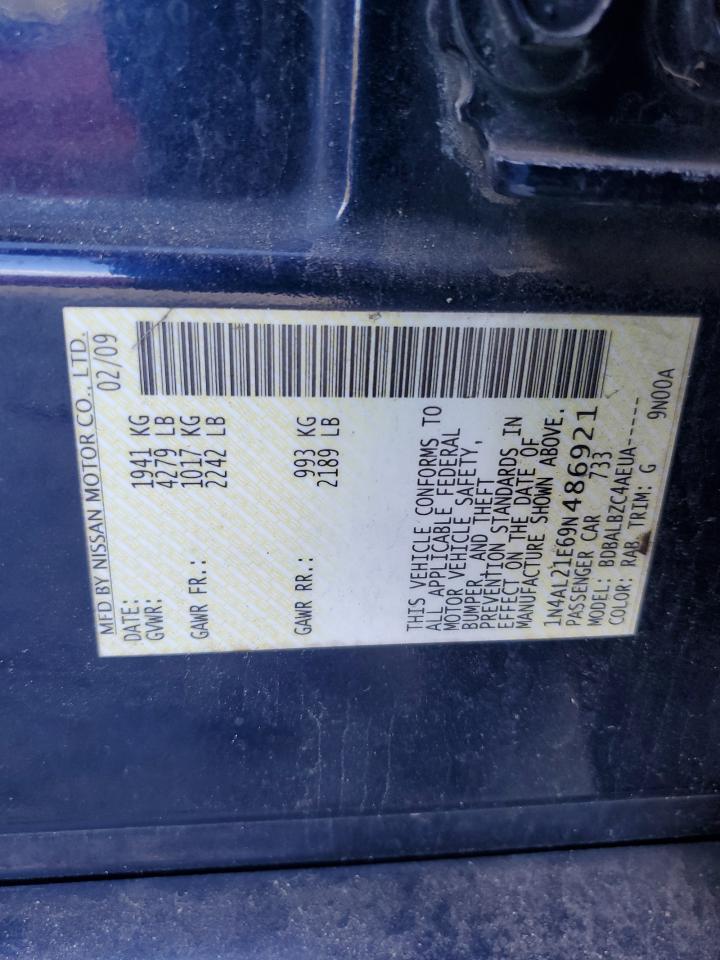 MFD BY NISSAN MOTOR CO., LTD.
DATE: 02/09
GVWR: 1941 KG
4279 LB
GAWR FR.: 1017 KG
2242 LB
GAWR RR.: 993 KG
2189 LB
THIS VEHICLE CONFORMS TO
ALL APPLICABLE FEDERAL
MOTOR VEHICLE SAFETY,
BUMPER, AND THEFT
PREVENTION STANDARDS IN
EFFECT ON THE DATE OF
MANUFACTURE SHOWN ABOVE.
1N4AL21E69N486921
PASSENGER CAR 733
MODEL: BDBALBZC4AEUA-----
COLOR: RAB TRIM: G 9N00A